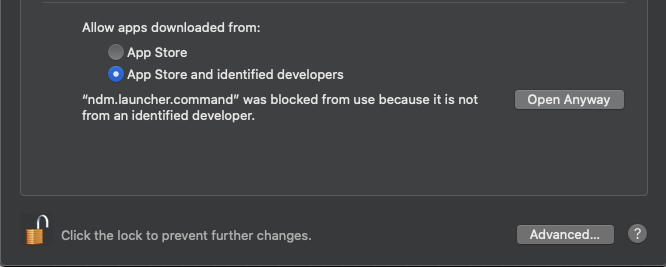 Allow apps downloaded from:
App Store
App Store and identified developers
“ndm.launcher.command” was blocked from use because it is not
from an identified developer.
Open Anyway
Click the lock to prevent further changes.
Advanced...
?